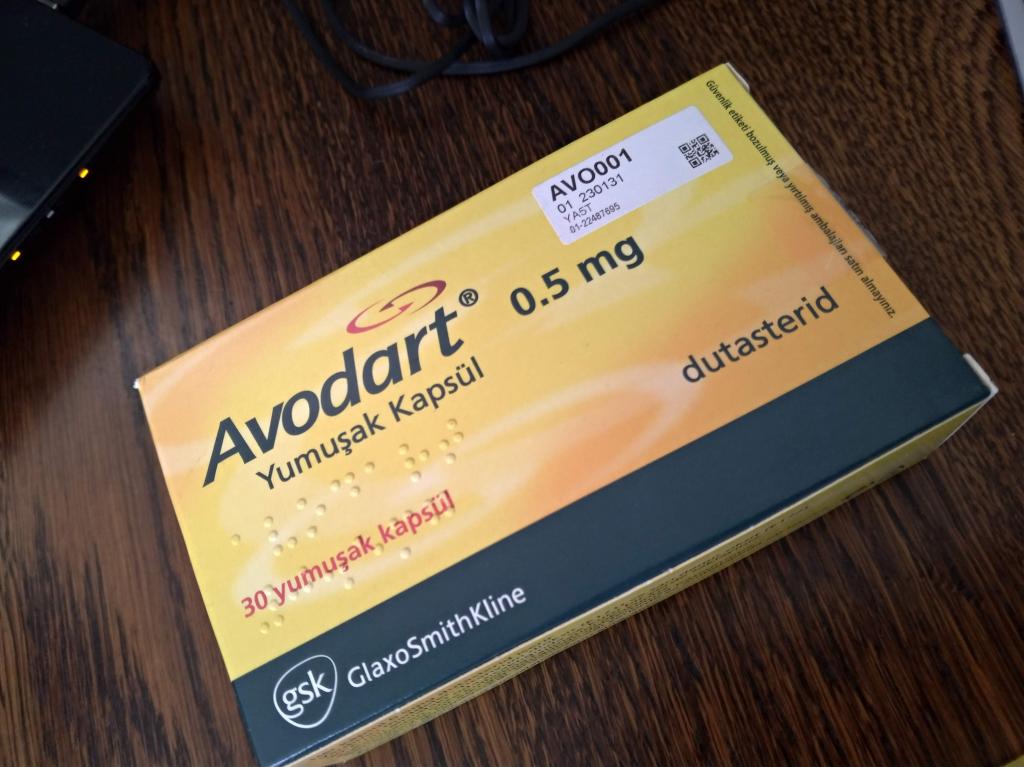 Güvenlik etiketi bozulmuş veya yırtılmış ambalajları satın almayınız.
AVO001
01 230131
YA5T
01-22487695
Avodart® 0.5 mg
Yumuşak Kapsül
dutasterid
30 yumuşak kapsül
gsk GlaxoSmithKline